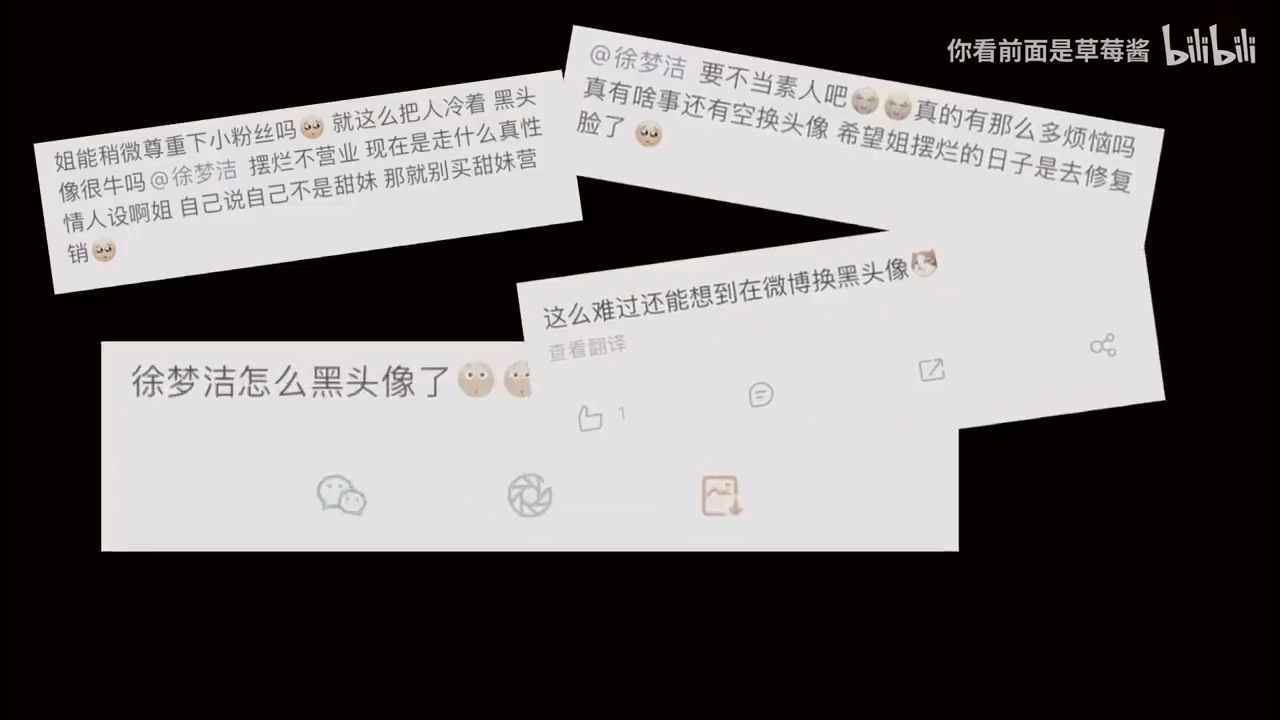 你看前面是草莓酱 bilibili
姐能稍微尊重下小粉丝吗 就这么把人冷着 黑头
像很牛吗@徐梦洁 摆烂不营业 现在是走什么真性
情人设啊姐 自己说自己不是甜妹 那就别买甜妹营
销
@徐梦洁 要不当素人吧 真的有那么多烦恼吗
真有啥事还有空换头像 希望姐摆烂的日子是去修复
脸了
这么难过还能想到在微博换黑头像
查看翻译
1
徐梦洁怎么黑头像了